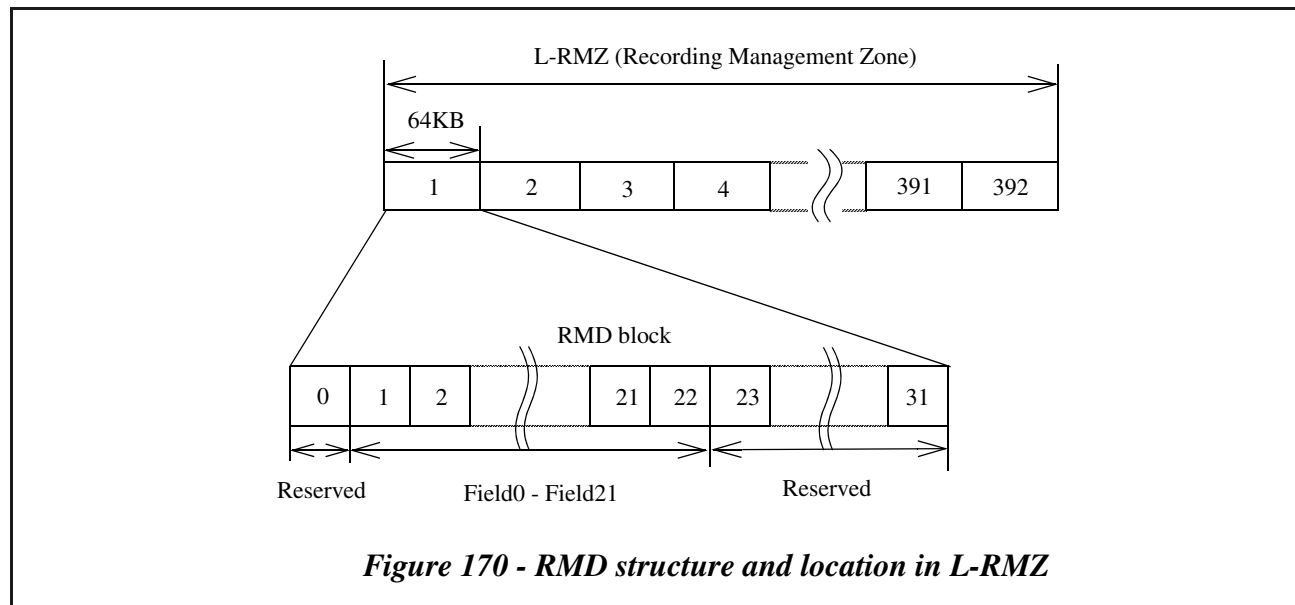 L-RMZ (Recording Management Zone)
64KB
1 2 3 4 391 392
RMD block
0 1 2 21 22 23 31
Reserved Field0 - Field21 Reserved
Figure 170 - RMD structure and location in L-RMZ